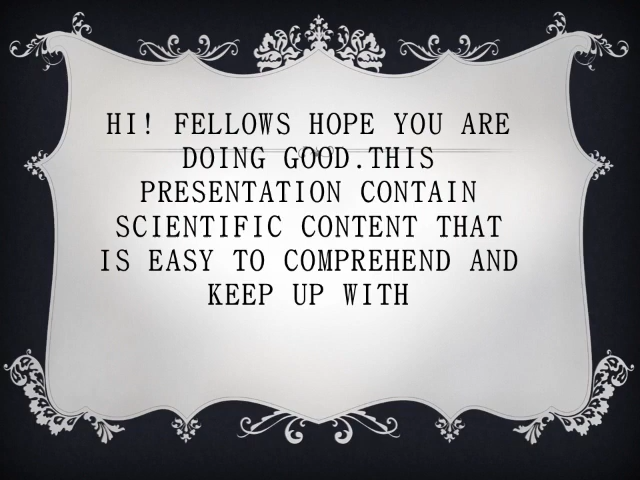 HI! FELLOWS HOPE YOU ARE
DOING GOOD.THIS
PRESENTATION CONTAIN
SCIENTIFIC CONTENT THAT
IS EASY TO COMPREHEND AND
KEEP UP WITH